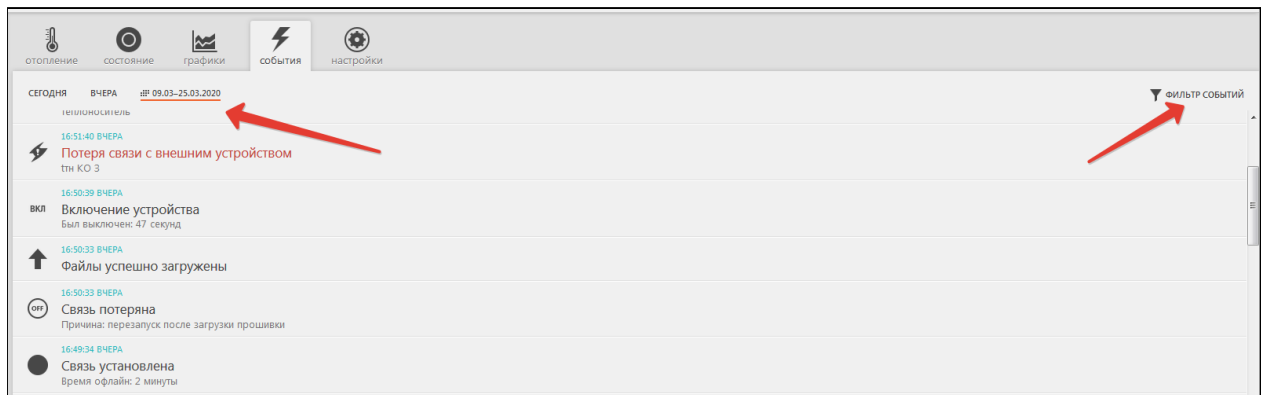 отопление состояние графики события настройки
СЕГОДНЯ ВЧЕРА 09.03–25.03.2020 ФИЛЬТР СОБЫТИЙ
теплоноситель
16:51:40 ВЧЕРА
Потеря связи с внешним устройством
tтн КО 3
16:50:39 ВЧЕРА
ВКЛ Включение устройства
Был выключен: 47 секунд
16:50:33 ВЧЕРА
Файлы успешно загружены
16:50:33 ВЧЕРА
OFF Связь потеряна
Причина: перезапуск после загрузки прошивки
16:49:34 ВЧЕРА
Связь установлена
Время офлайн: 2 минуты